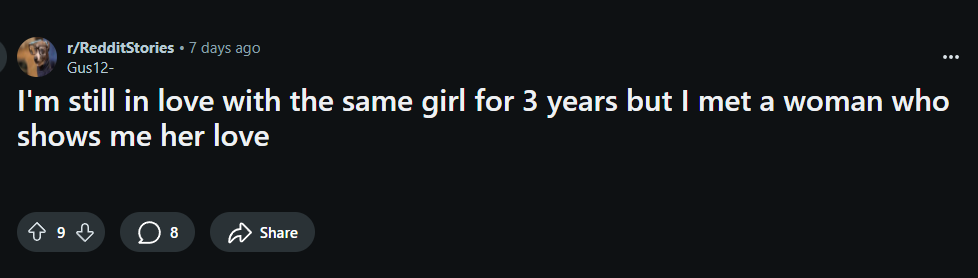 r/RedditStories • 7 days ago
Gus12-
I'm still in love with the same girl for 3 years but I met a woman who
shows me her love
9 8 Share